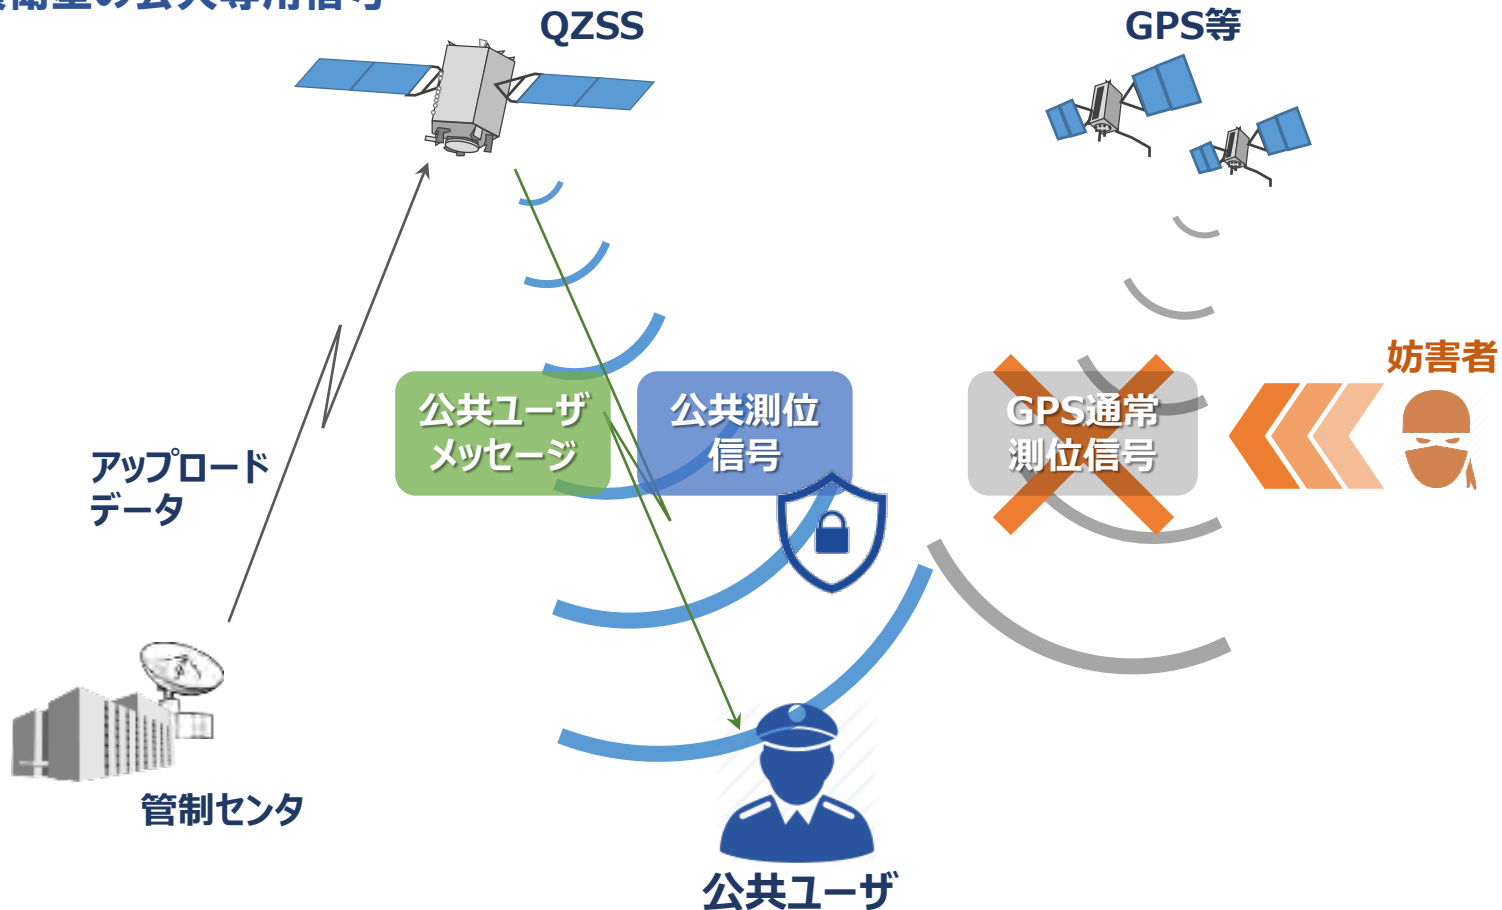 QZSS
GPS等
妨害者
公共ユーザ
メッセージ
公共測位
信号
GPS通常
測位信号
アップロード
データ
管制センタ
公共ユーザ